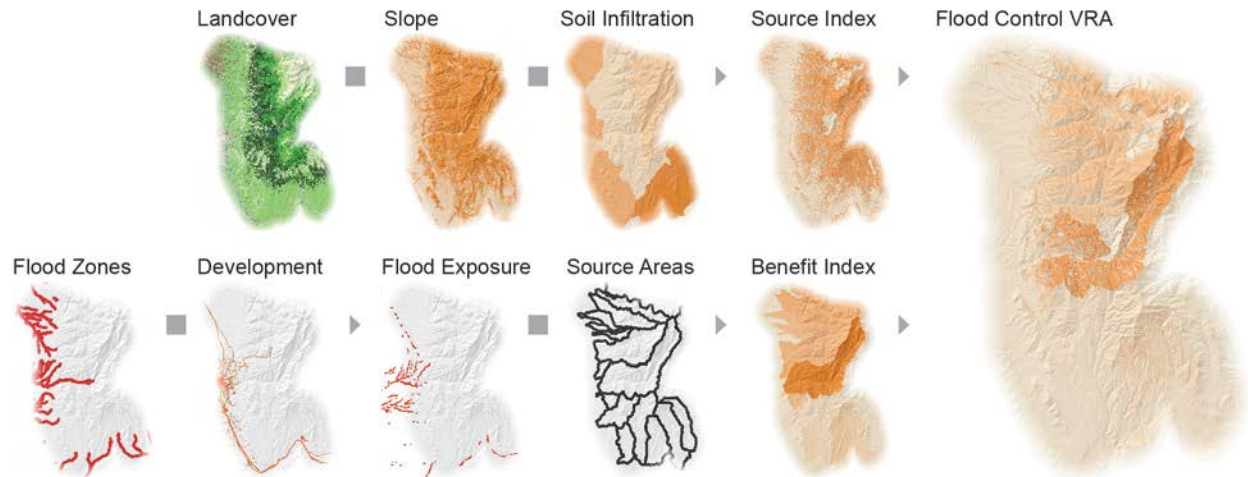 Landcover
Slope
Soil Infiltration
Source Index
Flood Control VRA
Flood Zones
Development
Flood Exposure
Source Areas
Benefit Index